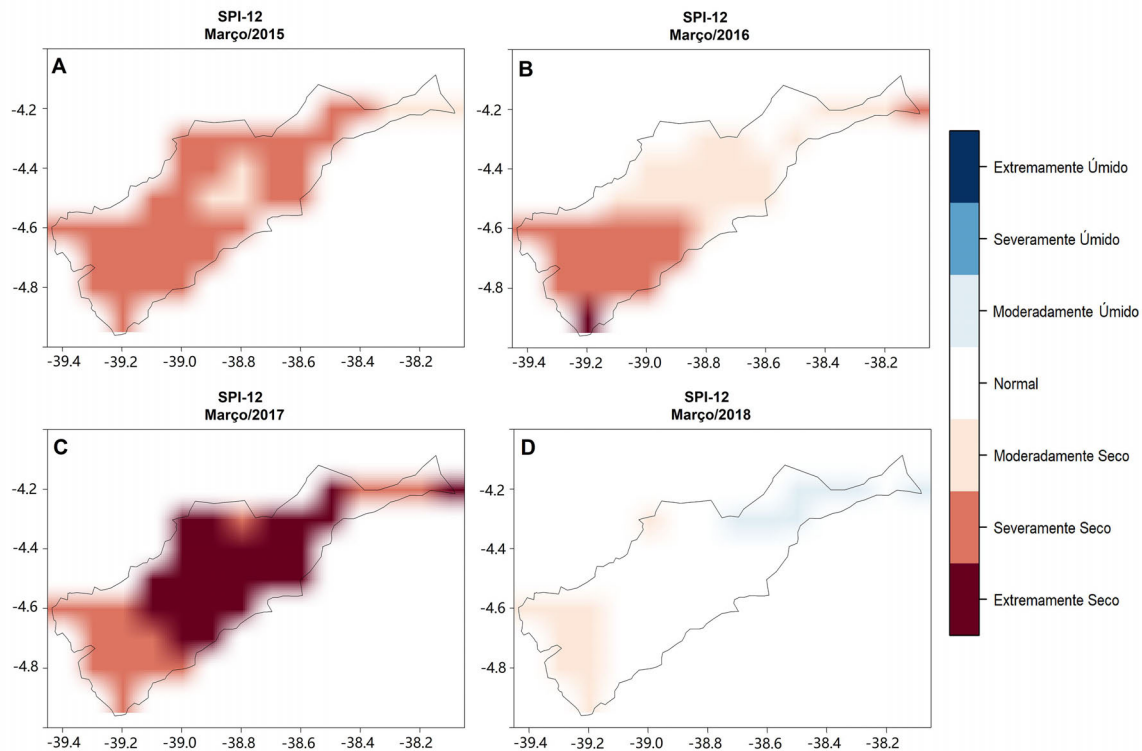 SPI-12
Março/2015
A
-4.2
-4.4
-4.6
-4.8
-39.4 -39.2 -39.0 -38.8 -38.6 -38.4 -38.2
SPI-12
Março/2016
B
-4.2
-4.4
-4.6
-4.8
-39.4 -39.2 -39.0 -38.8 -38.6 -38.4 -38.2
SPI-12
Março/2017
C
-4.2
-4.4
-4.6
-4.8
-39.4 -39.2 -39.0 -38.8 -38.6 -38.4 -38.2
SPI-12
Março/2018
D
-4.2
-4.4
-4.6
-4.8
-39.4 -39.2 -39.0 -38.8 -38.6 -38.4 -38.2
Extremamente Úmido
Severamente Úmido
Moderadamente Úmido
Normal
Moderadamente Seco
Severamente Seco
Extremamente Seco